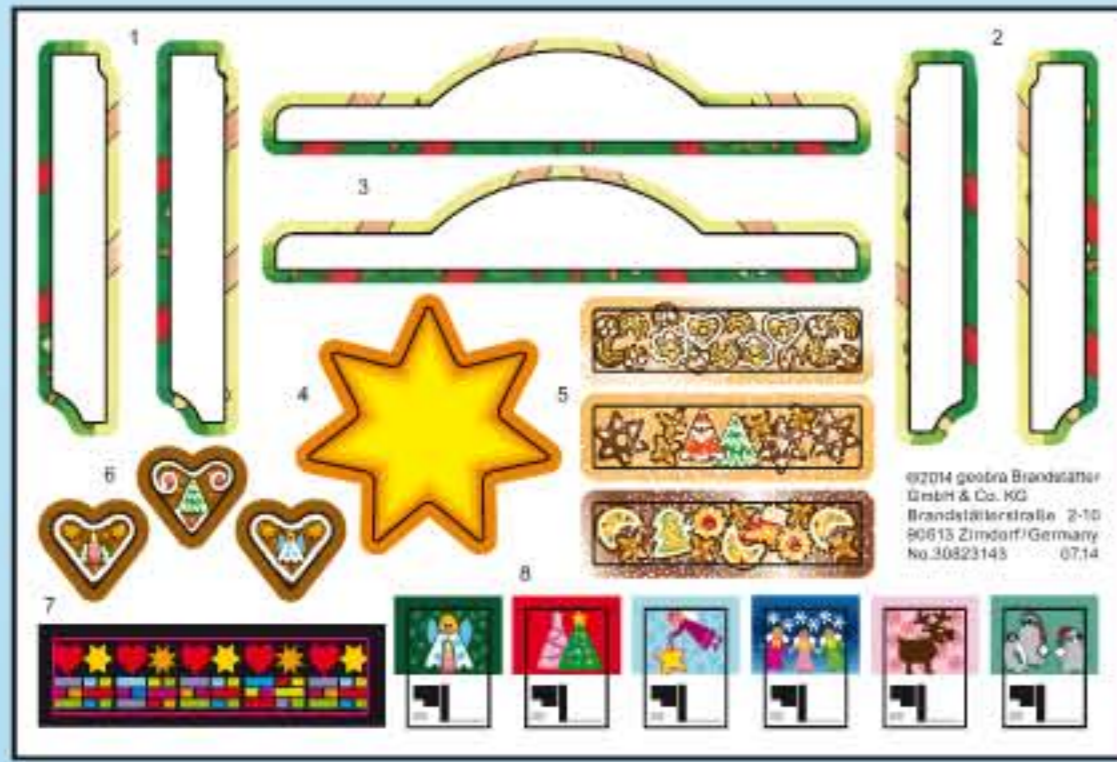 1
2
3
4
5
©2014 geobra Brandstätter
GmbH & Co. KG
Brandstätterstraße 2-10
90513 Zirndorf/Germany
No.30823143 07.14
6
7
8